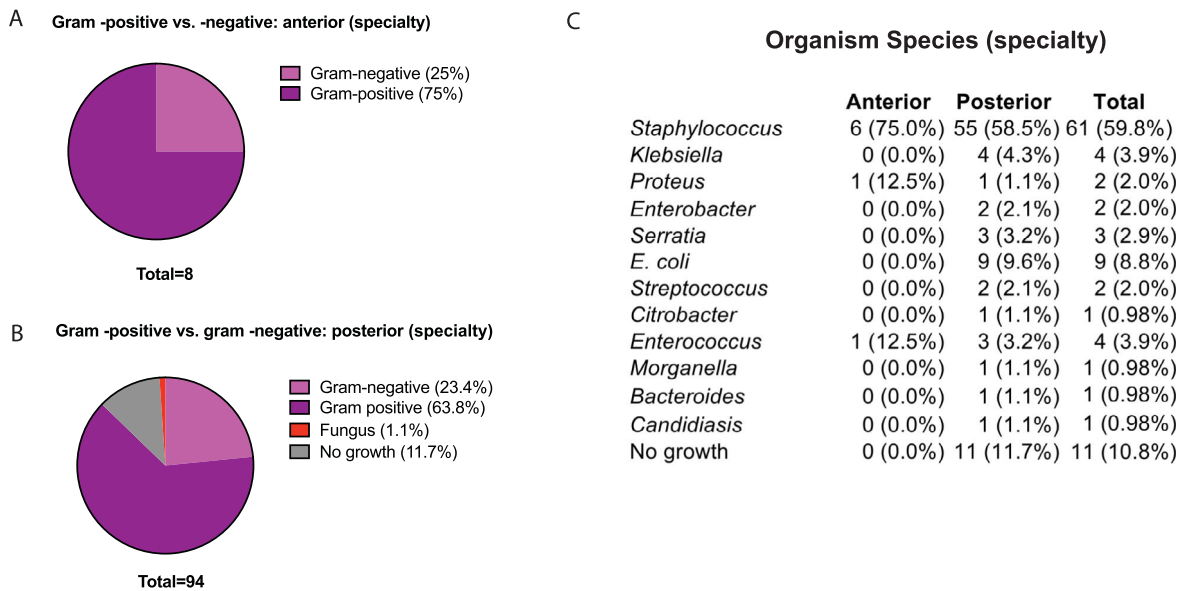 A
Gram -positive vs. -negative: anterior (specialty)
Gram-negative (25%)
Gram-positive (75%)
Total=8
B
Gram -positive vs. gram -negative: posterior (specialty)
Gram-negative (23.4%)
Gram positive (63.8%)
Fungus (1.1%)
No growth (11.7%)
Total=94
C
Organism Species (specialty)
Anterior Posterior Total
Staphylococcus 6 (75.0%) 55 (58.5%) 61 (59.8%)
Klebsiella 0 (0.0%) 4 (4.3%) 4 (3.9%)
Proteus 1 (12.5%) 1 (1.1%) 2 (2.0%)
Enterobacter 0 (0.0%) 2 (2.1%) 2 (2.0%)
Serratia 0 (0.0%) 3 (3.2%) 3 (2.9%)
E. coli 0 (0.0%) 9 (9.6%) 9 (8.8%)
Streptococcus 0 (0.0%) 2 (2.1%) 2 (2.0%)
Citrobacter 0 (0.0%) 1 (1.1%) 1 (0.98%)
Enterococcus 1 (12.5%) 3 (3.2%) 4 (3.9%)
Morganella 0 (0.0%) 1 (1.1%) 1 (0.98%)
Bacteroides 0 (0.0%) 1 (1.1%) 1 (0.98%)
Candidiasis 0 (0.0%) 1 (1.1%) 1 (0.98%)
No growth 0 (0.0%) 11 (11.7%) 11 (10.8%)